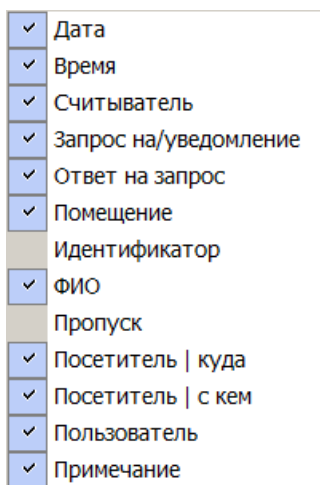 Дата
Время
Считыватель
Запрос на/уведомление
Ответ на запрос
Помещение
Идентификатор
ФИО
Пропуск
Посетитель | куда
Посетитель | с кем
Пользователь
Примечание